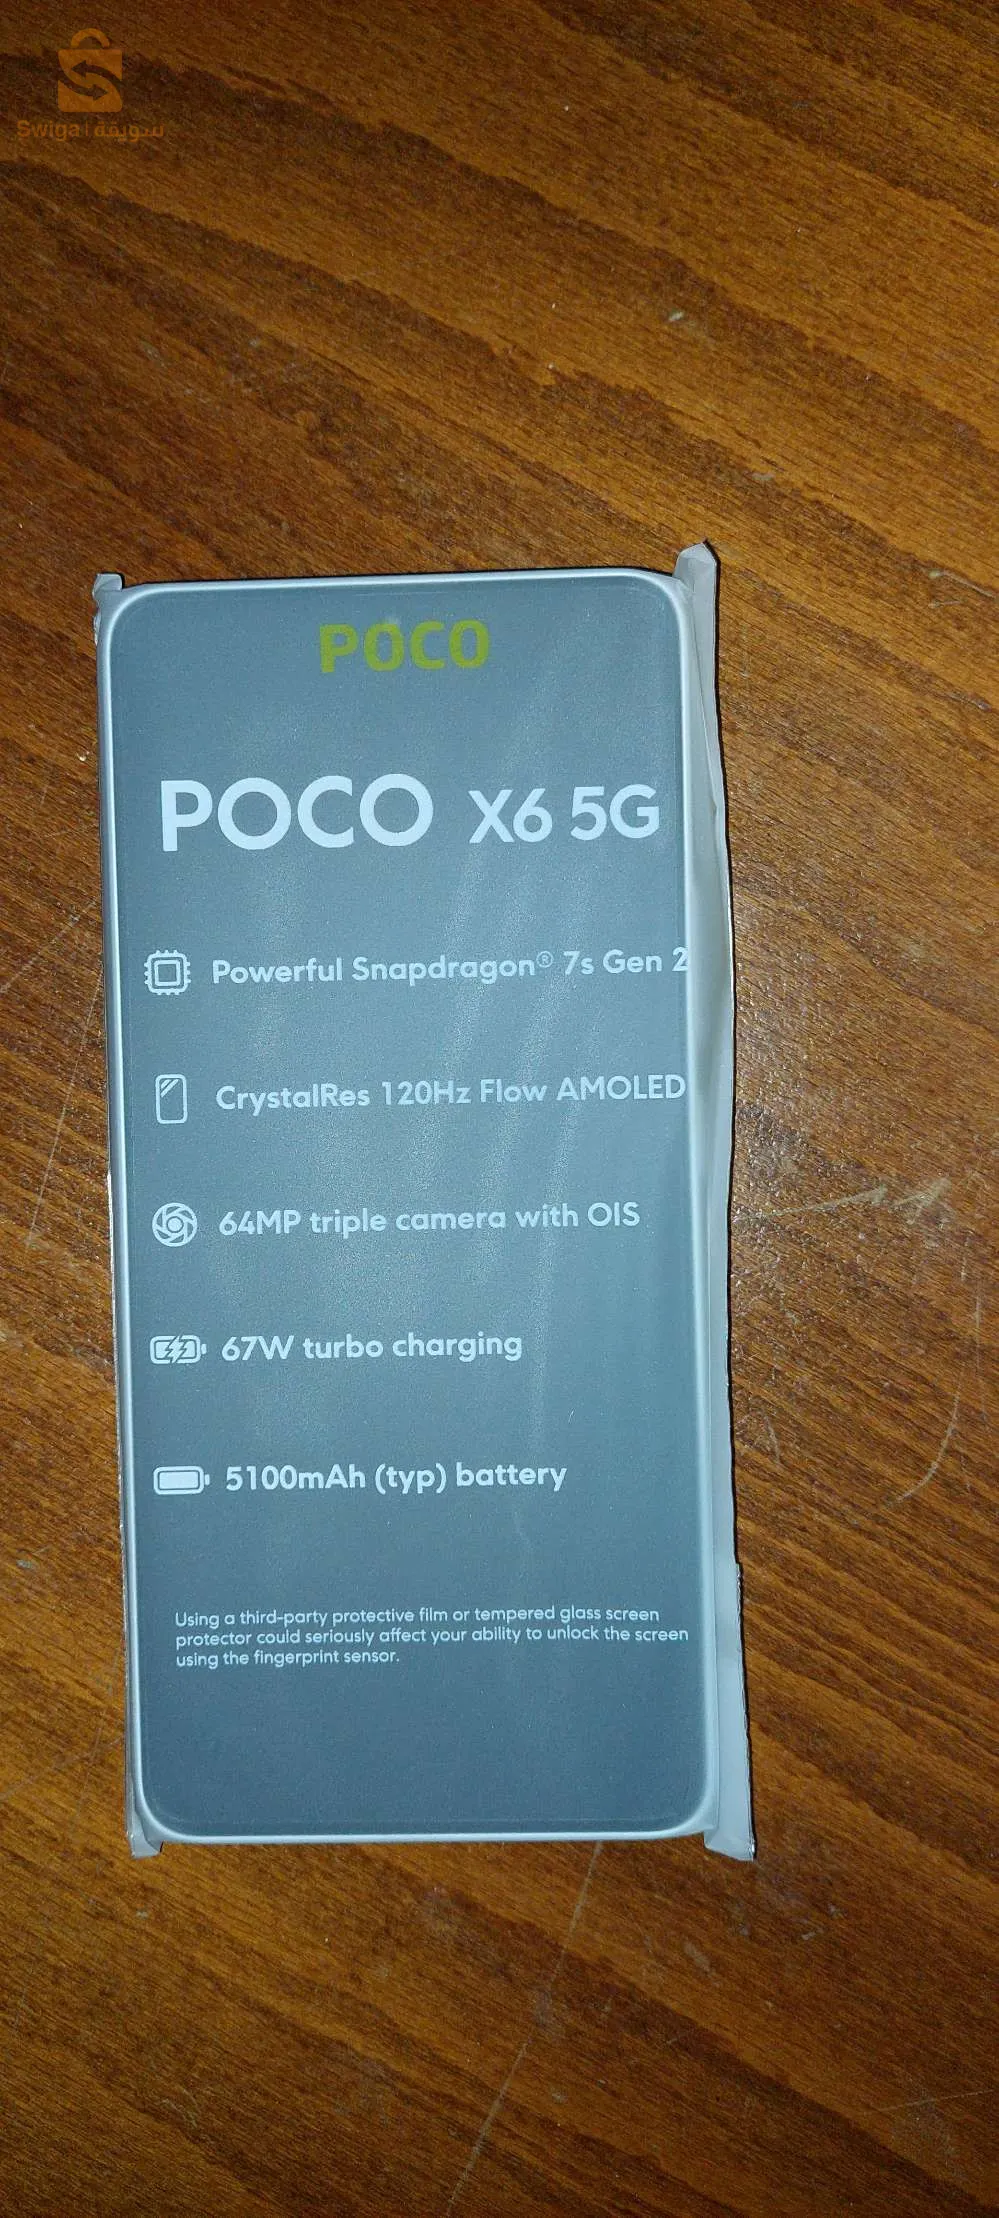 Swiga | سويقة
POCO
POCO X6 5G
Powerful Snapdragon® 7s Gen 2
CrystalRes 120Hz Flow AMOLED
64MP triple camera with OIS
67W turbo charging
5100mAh (typ) battery
Using a third-party protective film or tempered glass screen
protector could seriously affect your ability to unlock the screen
using the fingerprint sensor.